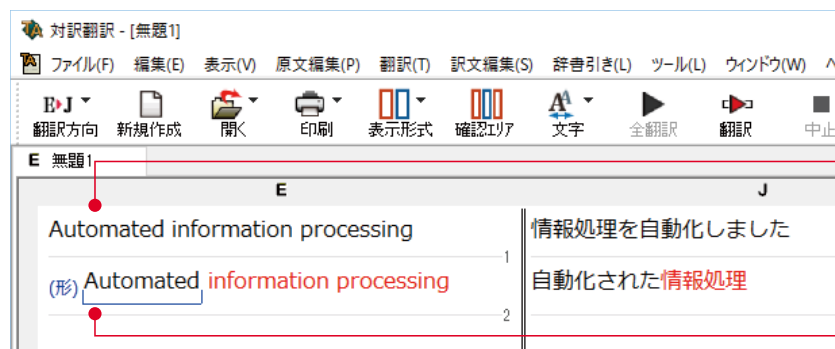 対訳翻訳 - [無題1]
ファイル(F) 編集(E) 表示(V) 原文編集(P) 翻訳(T) 訳文編集(S) 辞書引き(L) ツール(L) ウィンドウ(W) ヘ
E▸J
翻訳方向 新規作成 開く 印刷 表示形式 確認エリア 文字 全翻訳 翻訳 中止
E 無題1
E J
Automated information processing 情報処理を自動化しました
1
(形) Automated information processing 自動化された情報処理
2